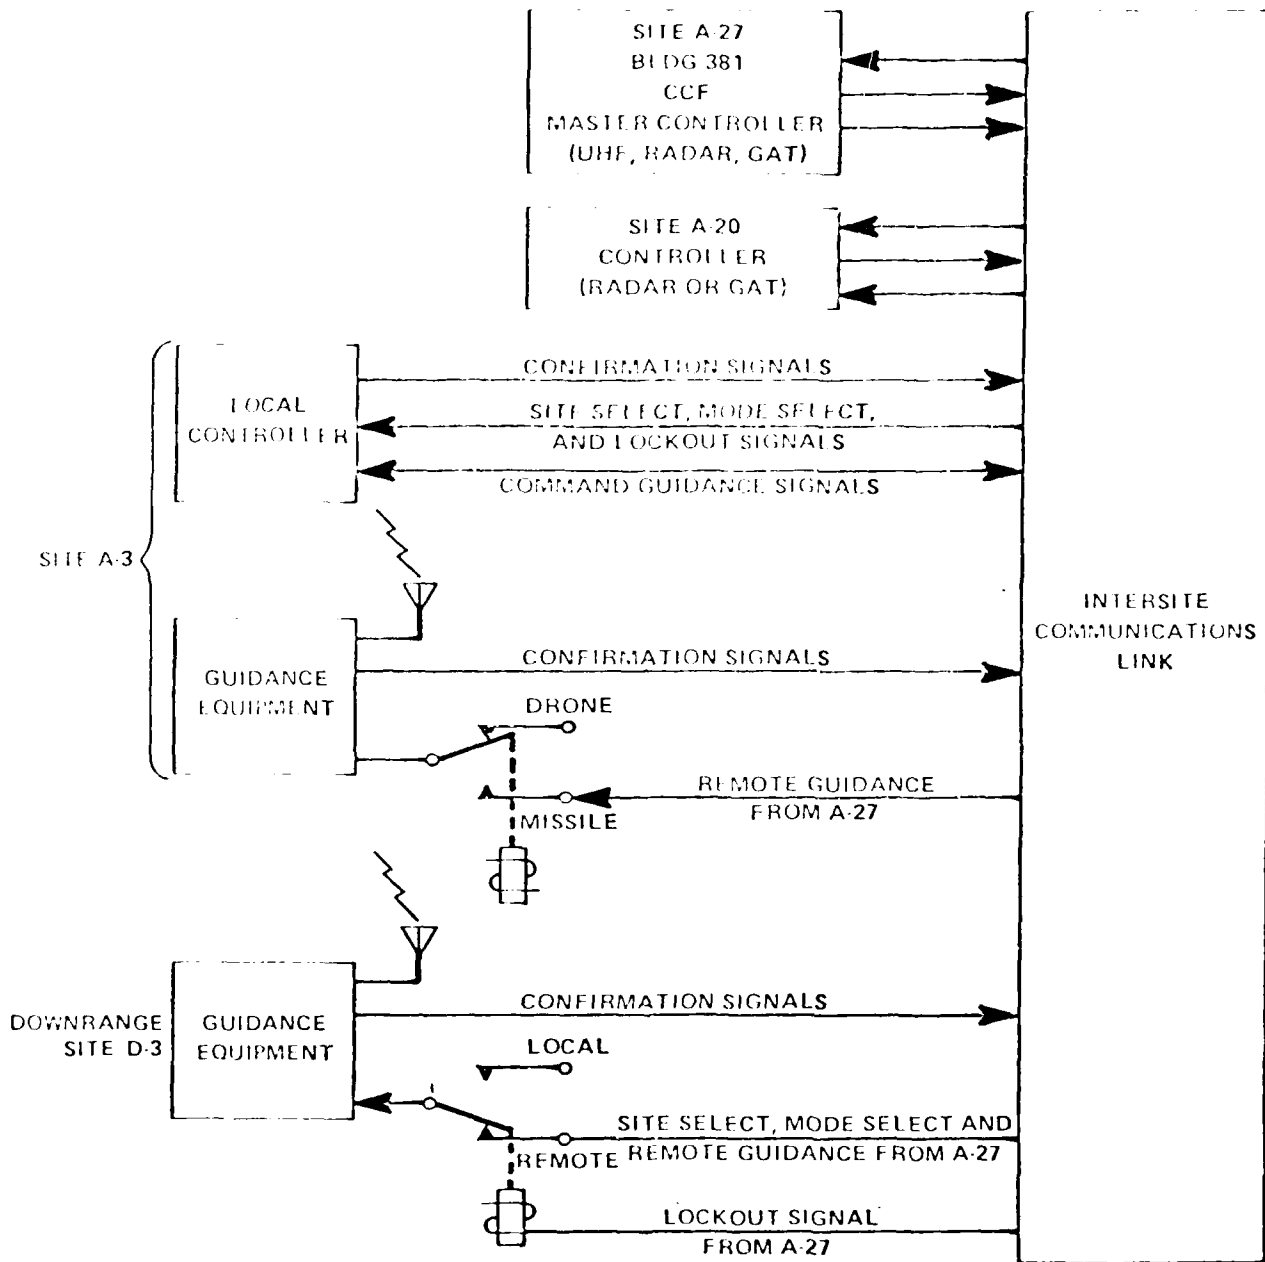 SITE A-27
BLDG 381
CCF
MASTER CONTROLLER
(UHF, RADAR, GAT)
SITE A-20
CONTROLLER
(RADAR OR GAT)
LOCAL
CONTROLLER
CONFIRMATION SIGNALS
SITE SELECT, MODE SELECT,
AND LOCKOUT SIGNALS
COMMAND GUIDANCE SIGNALS
SITE A-3
INTERSITE
COMMUNICATIONS
LINK
GUIDANCE
EQUIPMENT
CONFIRMATION SIGNALS
DRONE
REMOTE GUIDANCE
FROM A-27
MISSILE
DOWNRANGE
SITE D-3
GUIDANCE
EQUIPMENT
CONFIRMATION SIGNALS
LOCAL
SITE SELECT, MODE SELECT AND
REMOTE GUIDANCE FROM A-27
REMOTE
LOCKOUT SIGNAL
FROM A-27